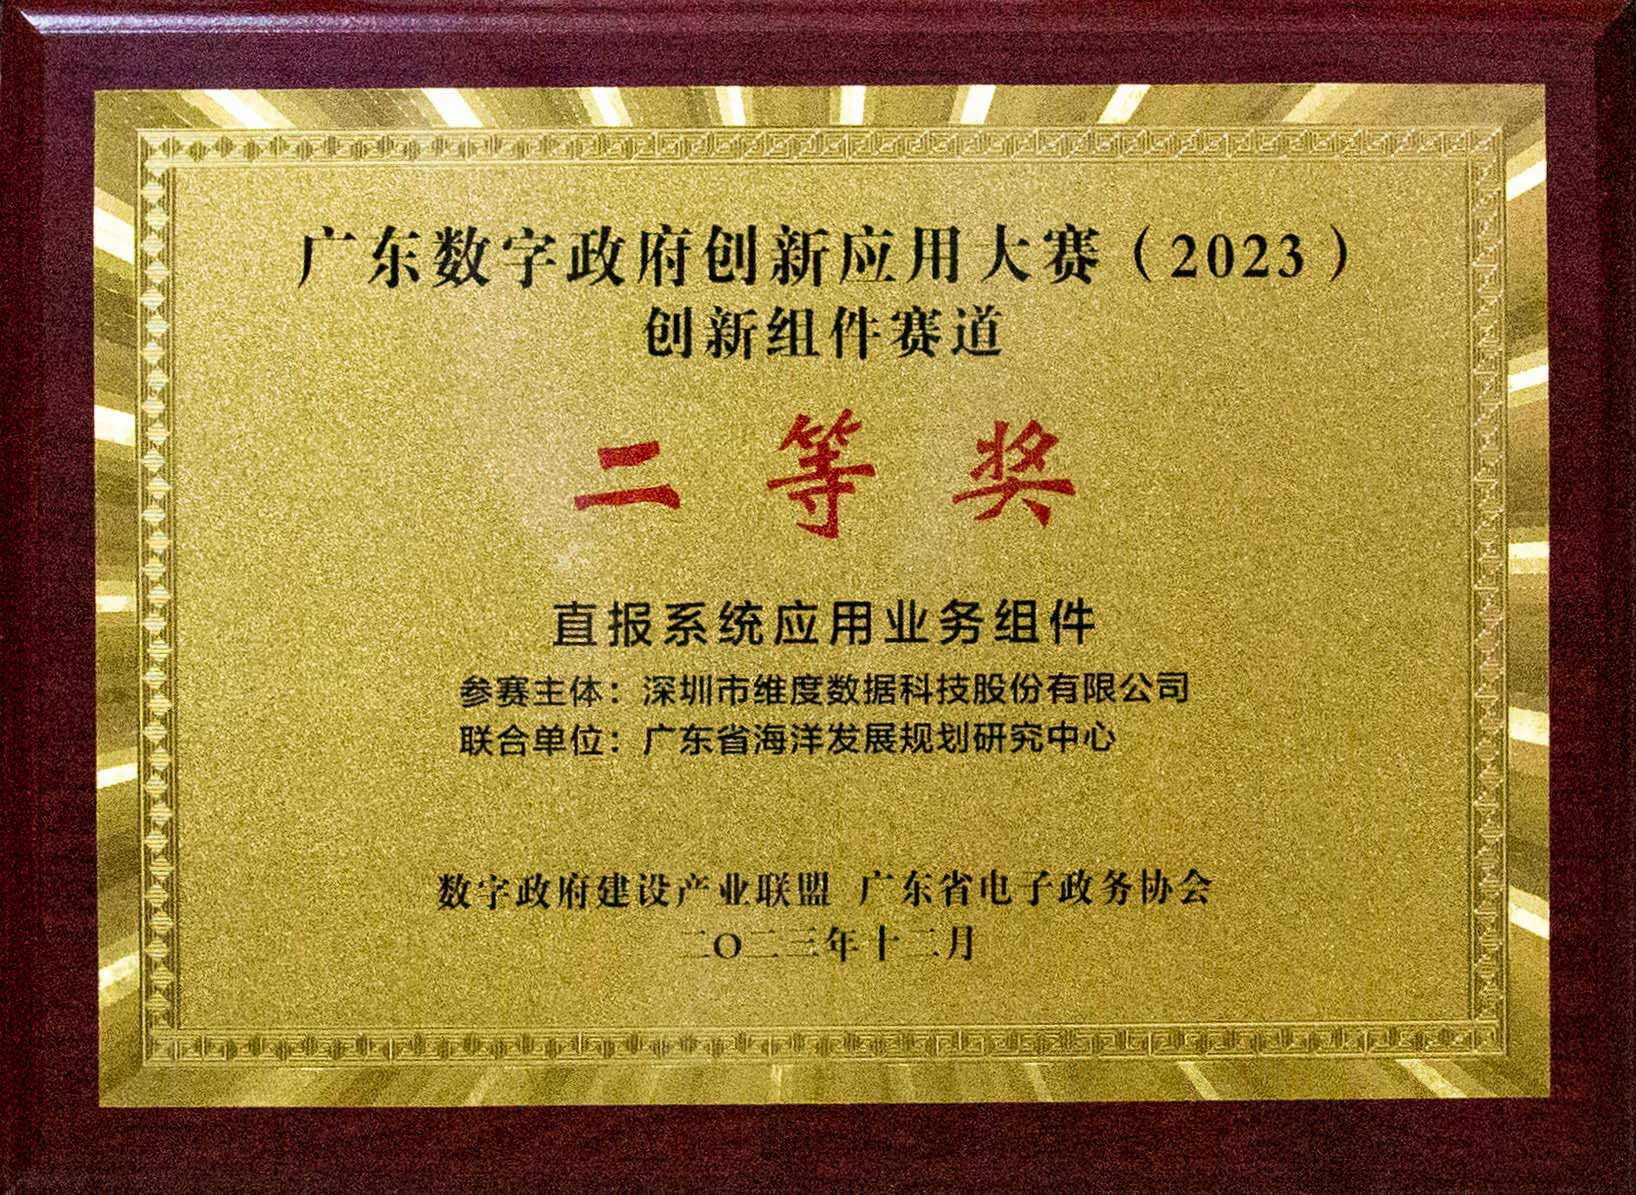 广东数字政府创新应用大赛（2023）
创新组件赛道
二等奖
直报系统应用业务组件
参赛主体：深圳市维度数据科技股份有限公司
联合单位：广东省海洋发展规划研究中心
数字政府建设产业联盟 广东省电子政务协会
二〇二三年十二月